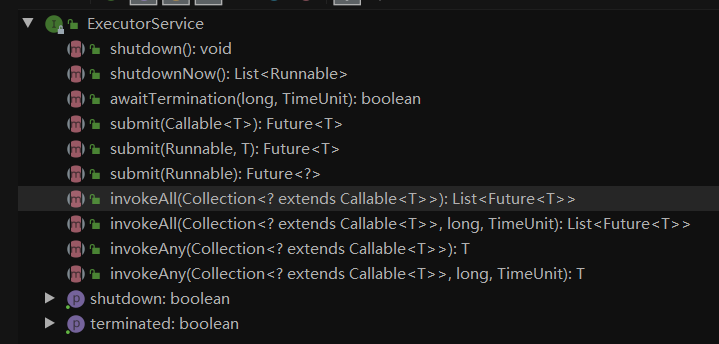 ExecutorService
shutdown(): void
shutdownNow(): List<Runnable>
awaitTermination(long, TimeUnit): boolean
submit(Callable<T>): Future<T>
submit(Runnable, T): Future<T>
submit(Runnable): Future<?>
invokeAll(Collection<? extends Callable<T>>): List<Future<T>>
invokeAll(Collection<? extends Callable<T>>, long, TimeUnit): List<Future<T>>
invokeAny(Collection<? extends Callable<T>>): T
invokeAny(Collection<? extends Callable<T>>, long, TimeUnit): T
shutdown: boolean
terminated: boolean